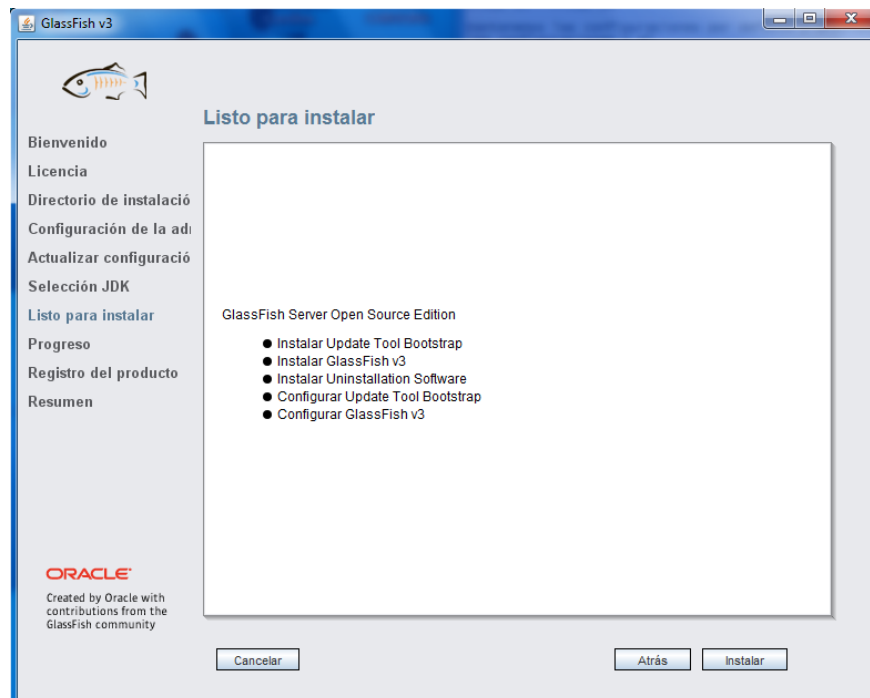 GlassFish v3
Listo para instalar
Bienvenido
Licencia
Directorio de instalació
Configuración de la adı
Actualizar configuració
Selección JDK
Listo para instalar
Progreso
Registro del producto
Resumen
GlassFish Server Open Source Edition
● Instalar Update Tool Bootstrap
● Instalar GlassFish v3
● Instalar Uninstallation Software
● Configurar Update Tool Bootstrap
● Configurar GlassFish v3
ORACLE
Created by Oracle with
contributions from the
GlassFish community
Cancelar
Atrás
Instalar